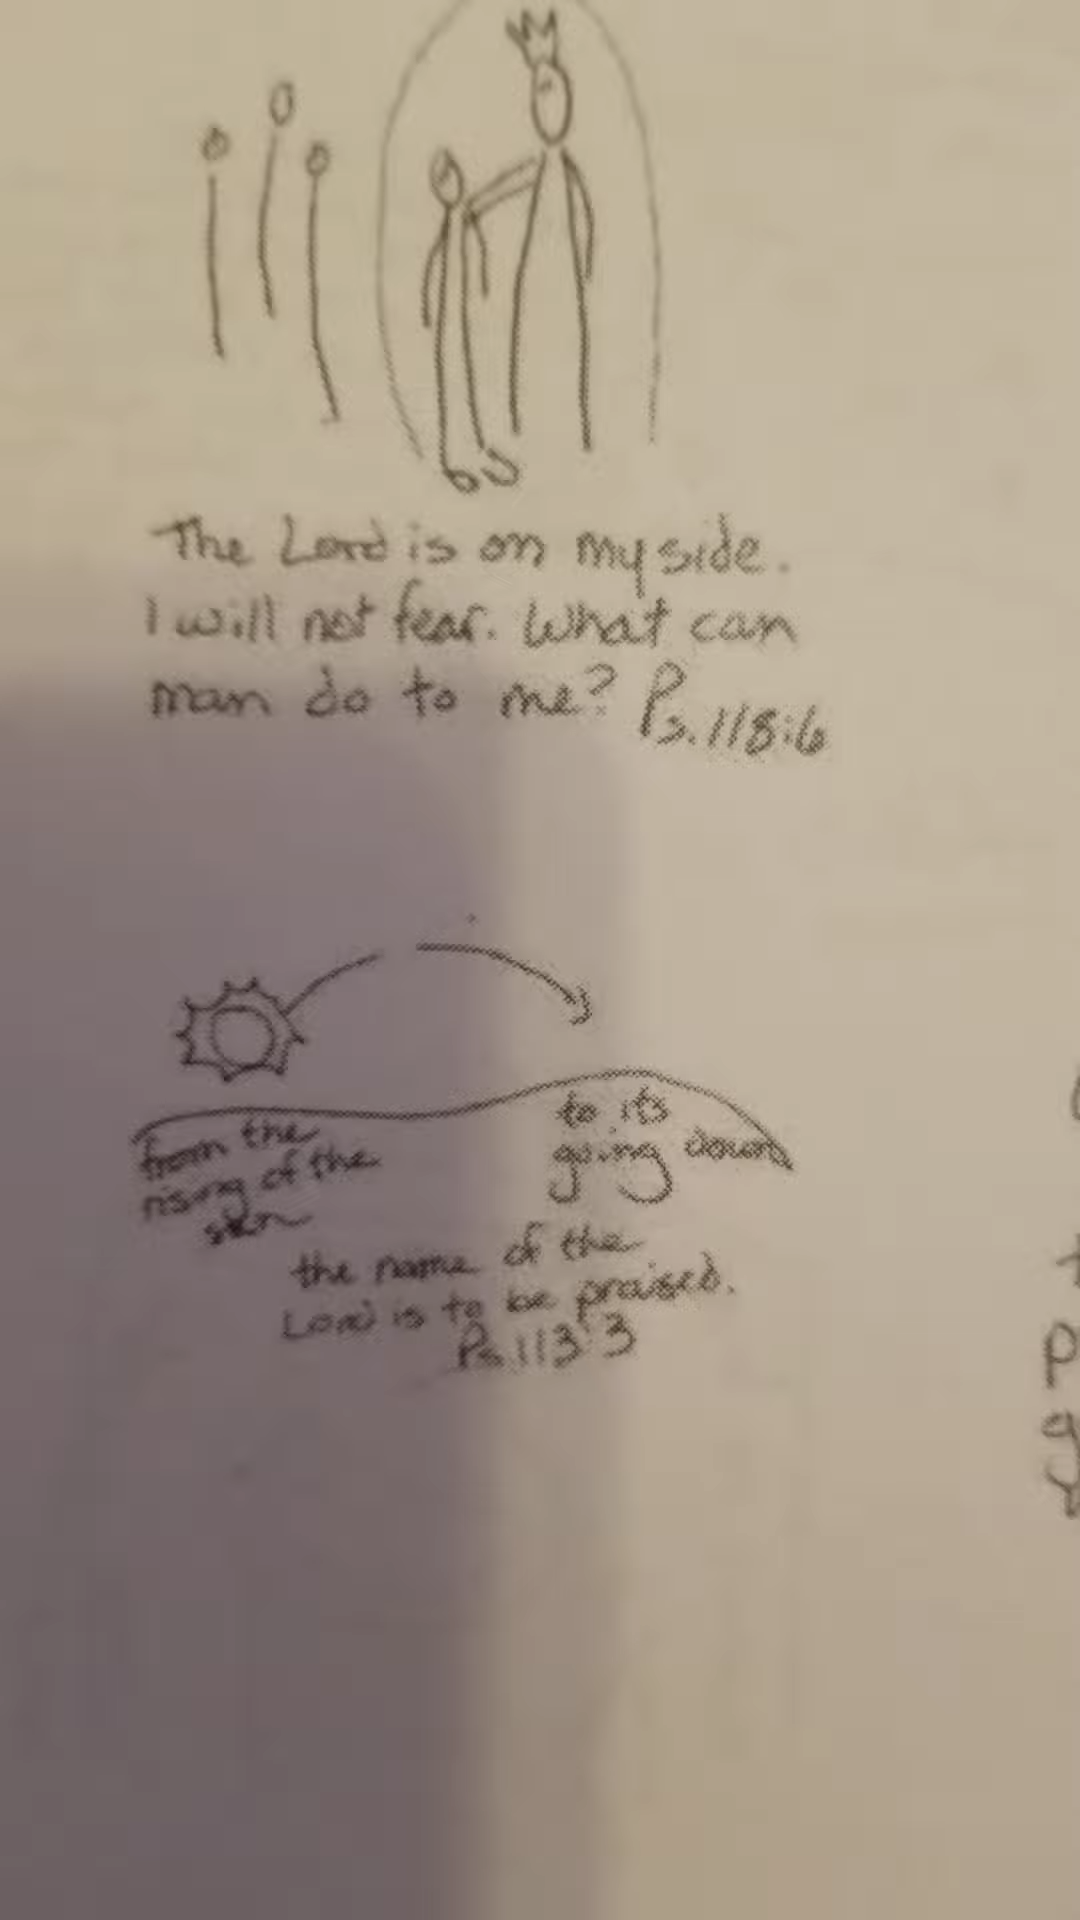 The Lord is on my side.
I will not fear. What can
man do to me? Ps. 118:6
from the
rising of the
sun
to its
going down
the name of the
Lord is to be praised.
Ps. 113:3
P
g
y